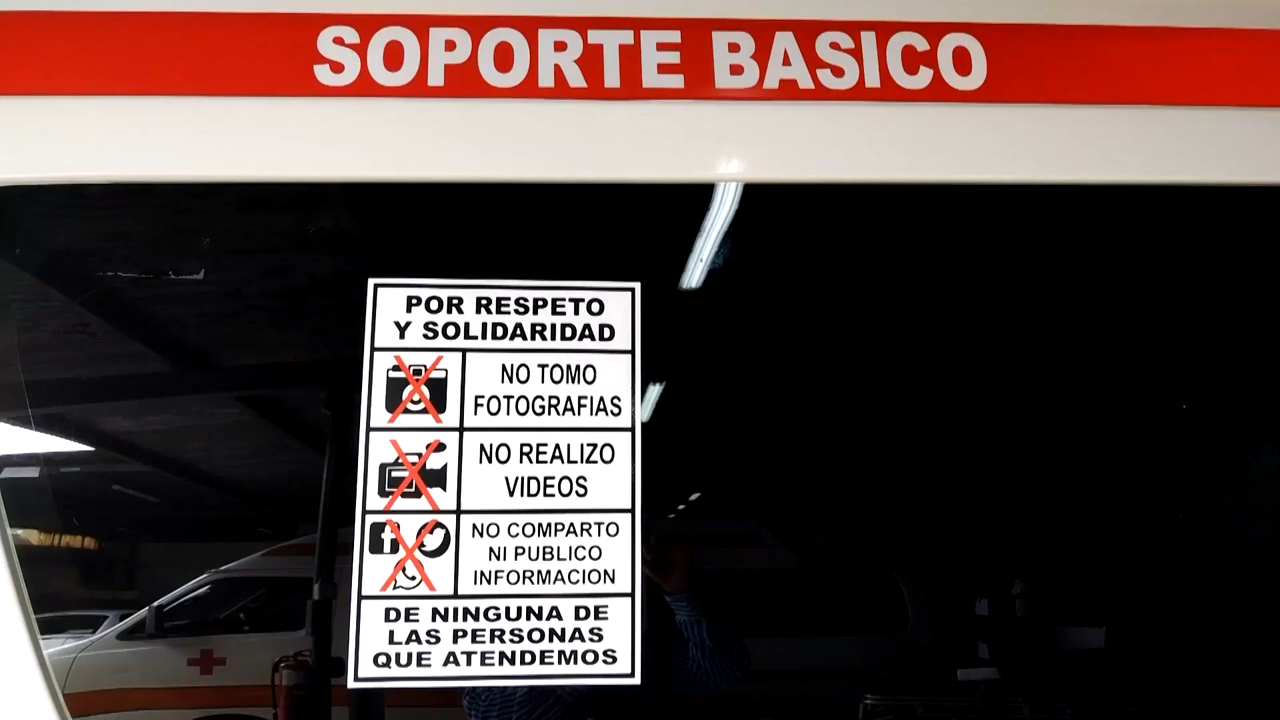 SOPORTE BASICO
POR RESPETO
Y SOLIDARIDAD
NO TOMO
FOTOGRAFIAS
NO REALIZO
VIDEOS
NO COMPARTO
NI PUBLICO
INFORMACION
DE NINGUNA DE
LAS PERSONAS
QUE ATENDEMOS